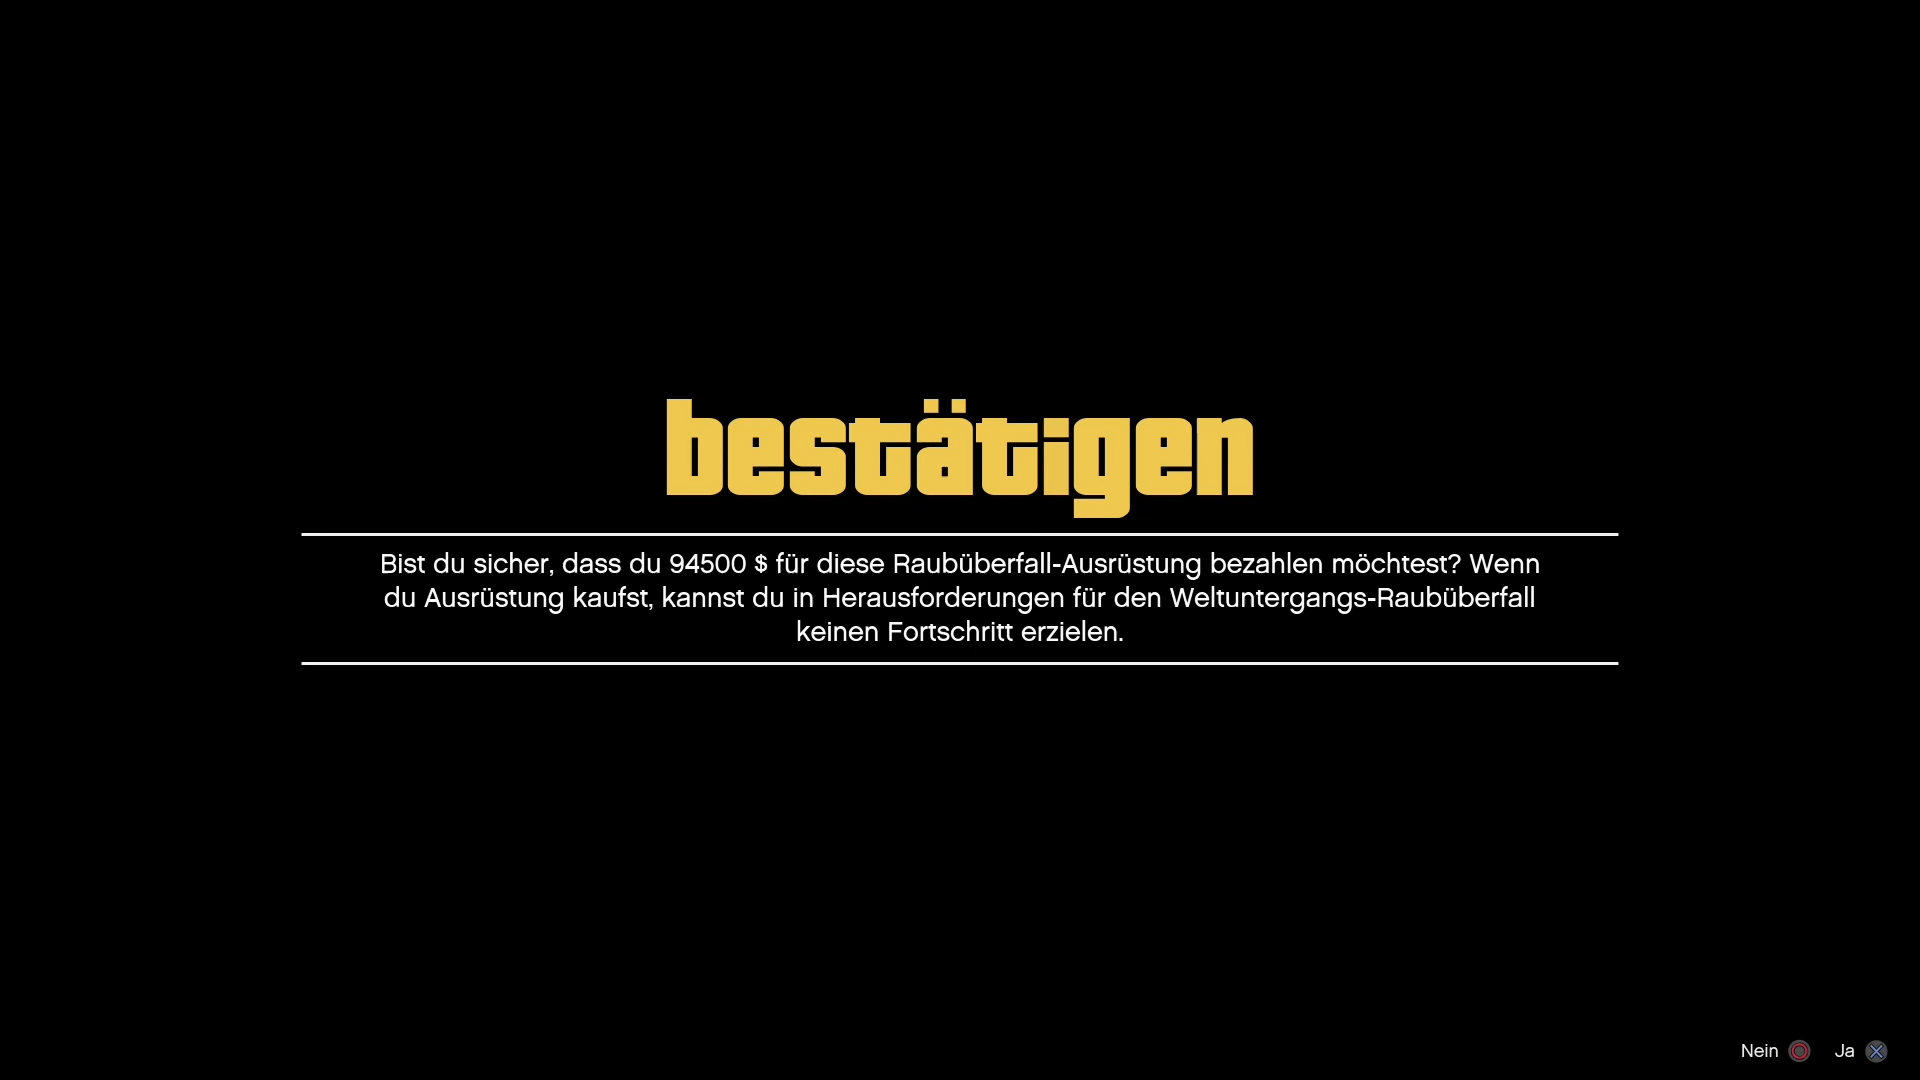 bestätigen
Bist du sicher, dass du 94500 $ für diese Raubüberfall-Ausrüstung bezahlen möchtest? Wenn
du Ausrüstung kaufst, kannst du in Herausforderungen für den Weltuntergangs-Raubüberfall
keinen Fortschritt erzielen.
Nein Ja